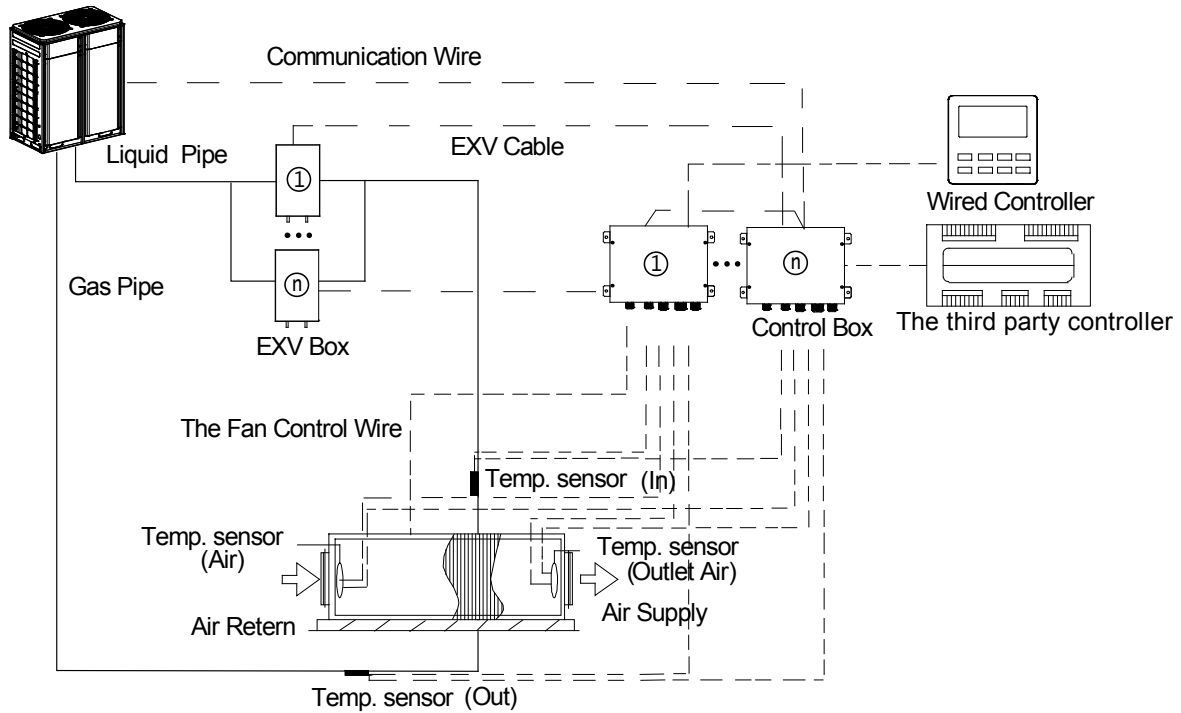 Communication Wire
Liquid Pipe
EXV Cable
①
Wired Controller
①
ⓝ
Gas Pipe
ⓝ
Control Box
The third party controller
EXV Box
The Fan Control Wire
Temp. sensor (In)
Temp. sensor
(Air)
Temp. sensor
(Outlet Air)
Air Retern
Air Supply
Temp. sensor (Out)